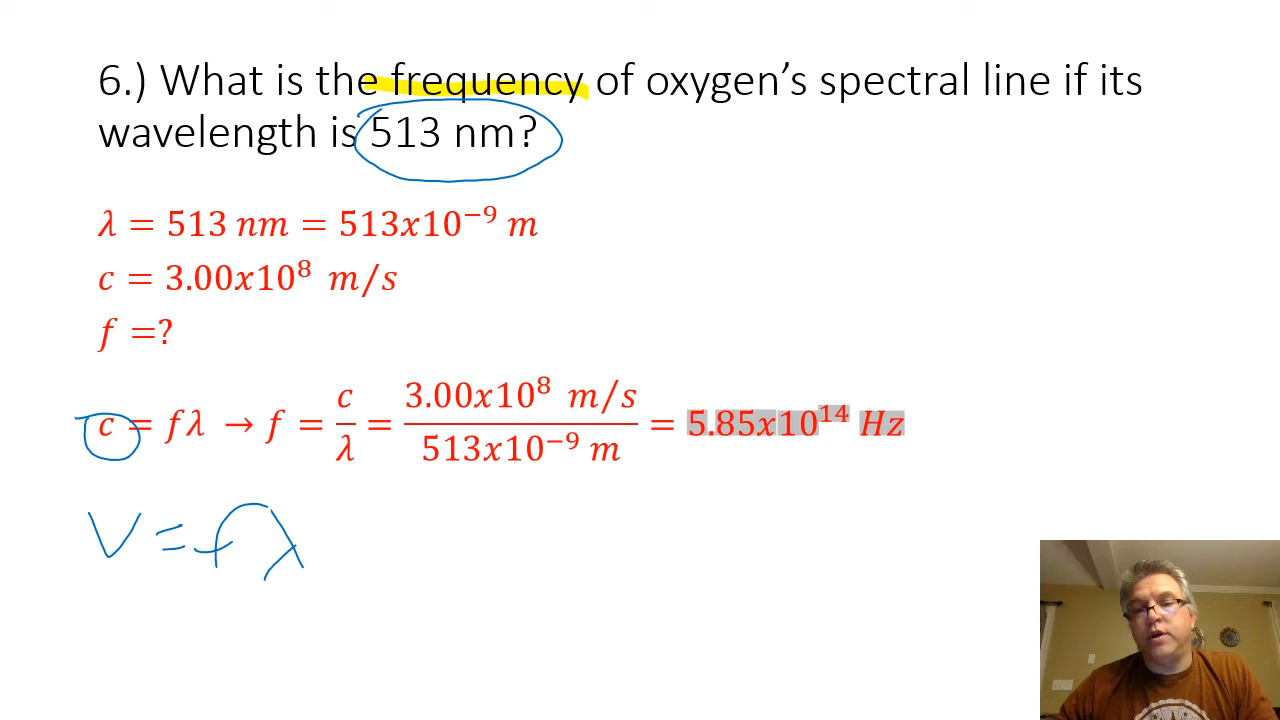 6.) What is the frequency of oxygen's spectral line if its
wavelength is 513 nm?
λ = 513 nm = 513x10⁻⁹ m
c = 3.00x10⁸ m/s
f =?
c = fλ → f = c/λ = 3.00x10⁸ m/s / 513x10⁻⁹ m = 5.85x10¹⁴ Hz
V = fλ